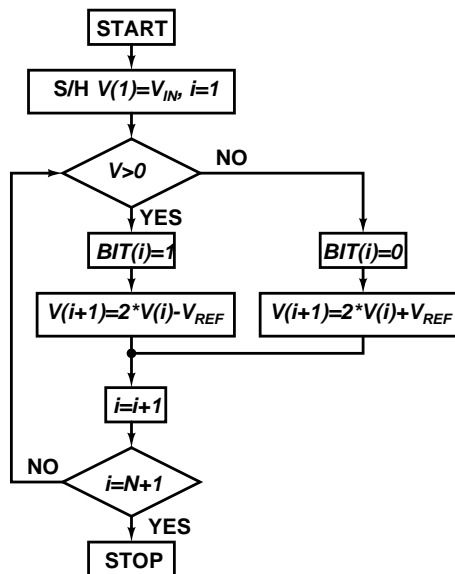 START
S/H V(1)=V_IN, i=1
V>0
NO
YES
BIT(i)=1
BIT(i)=0
V(i+1)=2*V(i)-V_REF
V(i+1)=2*V(i)+V_REF
i=i+1
NO
i=N+1
YES
STOP